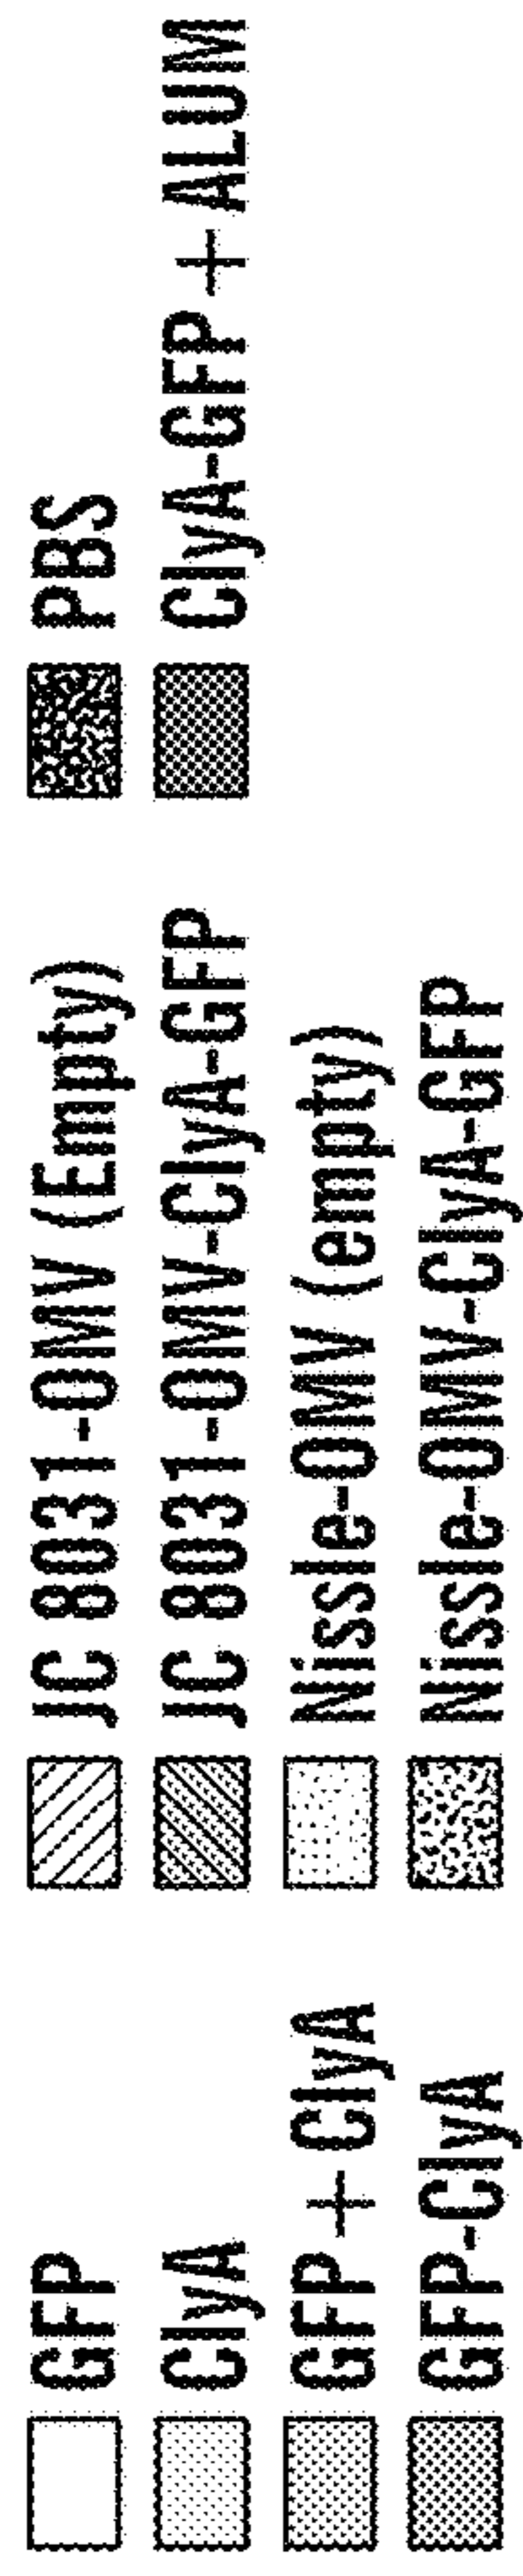 GFP
ClyA
GFP + ClyA
GFP-ClyA
JC 8031-OMV (Empty)
JC 8031-OMV-ClyA-GFP
Nissle-OMV (empty)
Nissle-OMV-ClyA-GFP
PBS
ClyA-GFP + ALUM